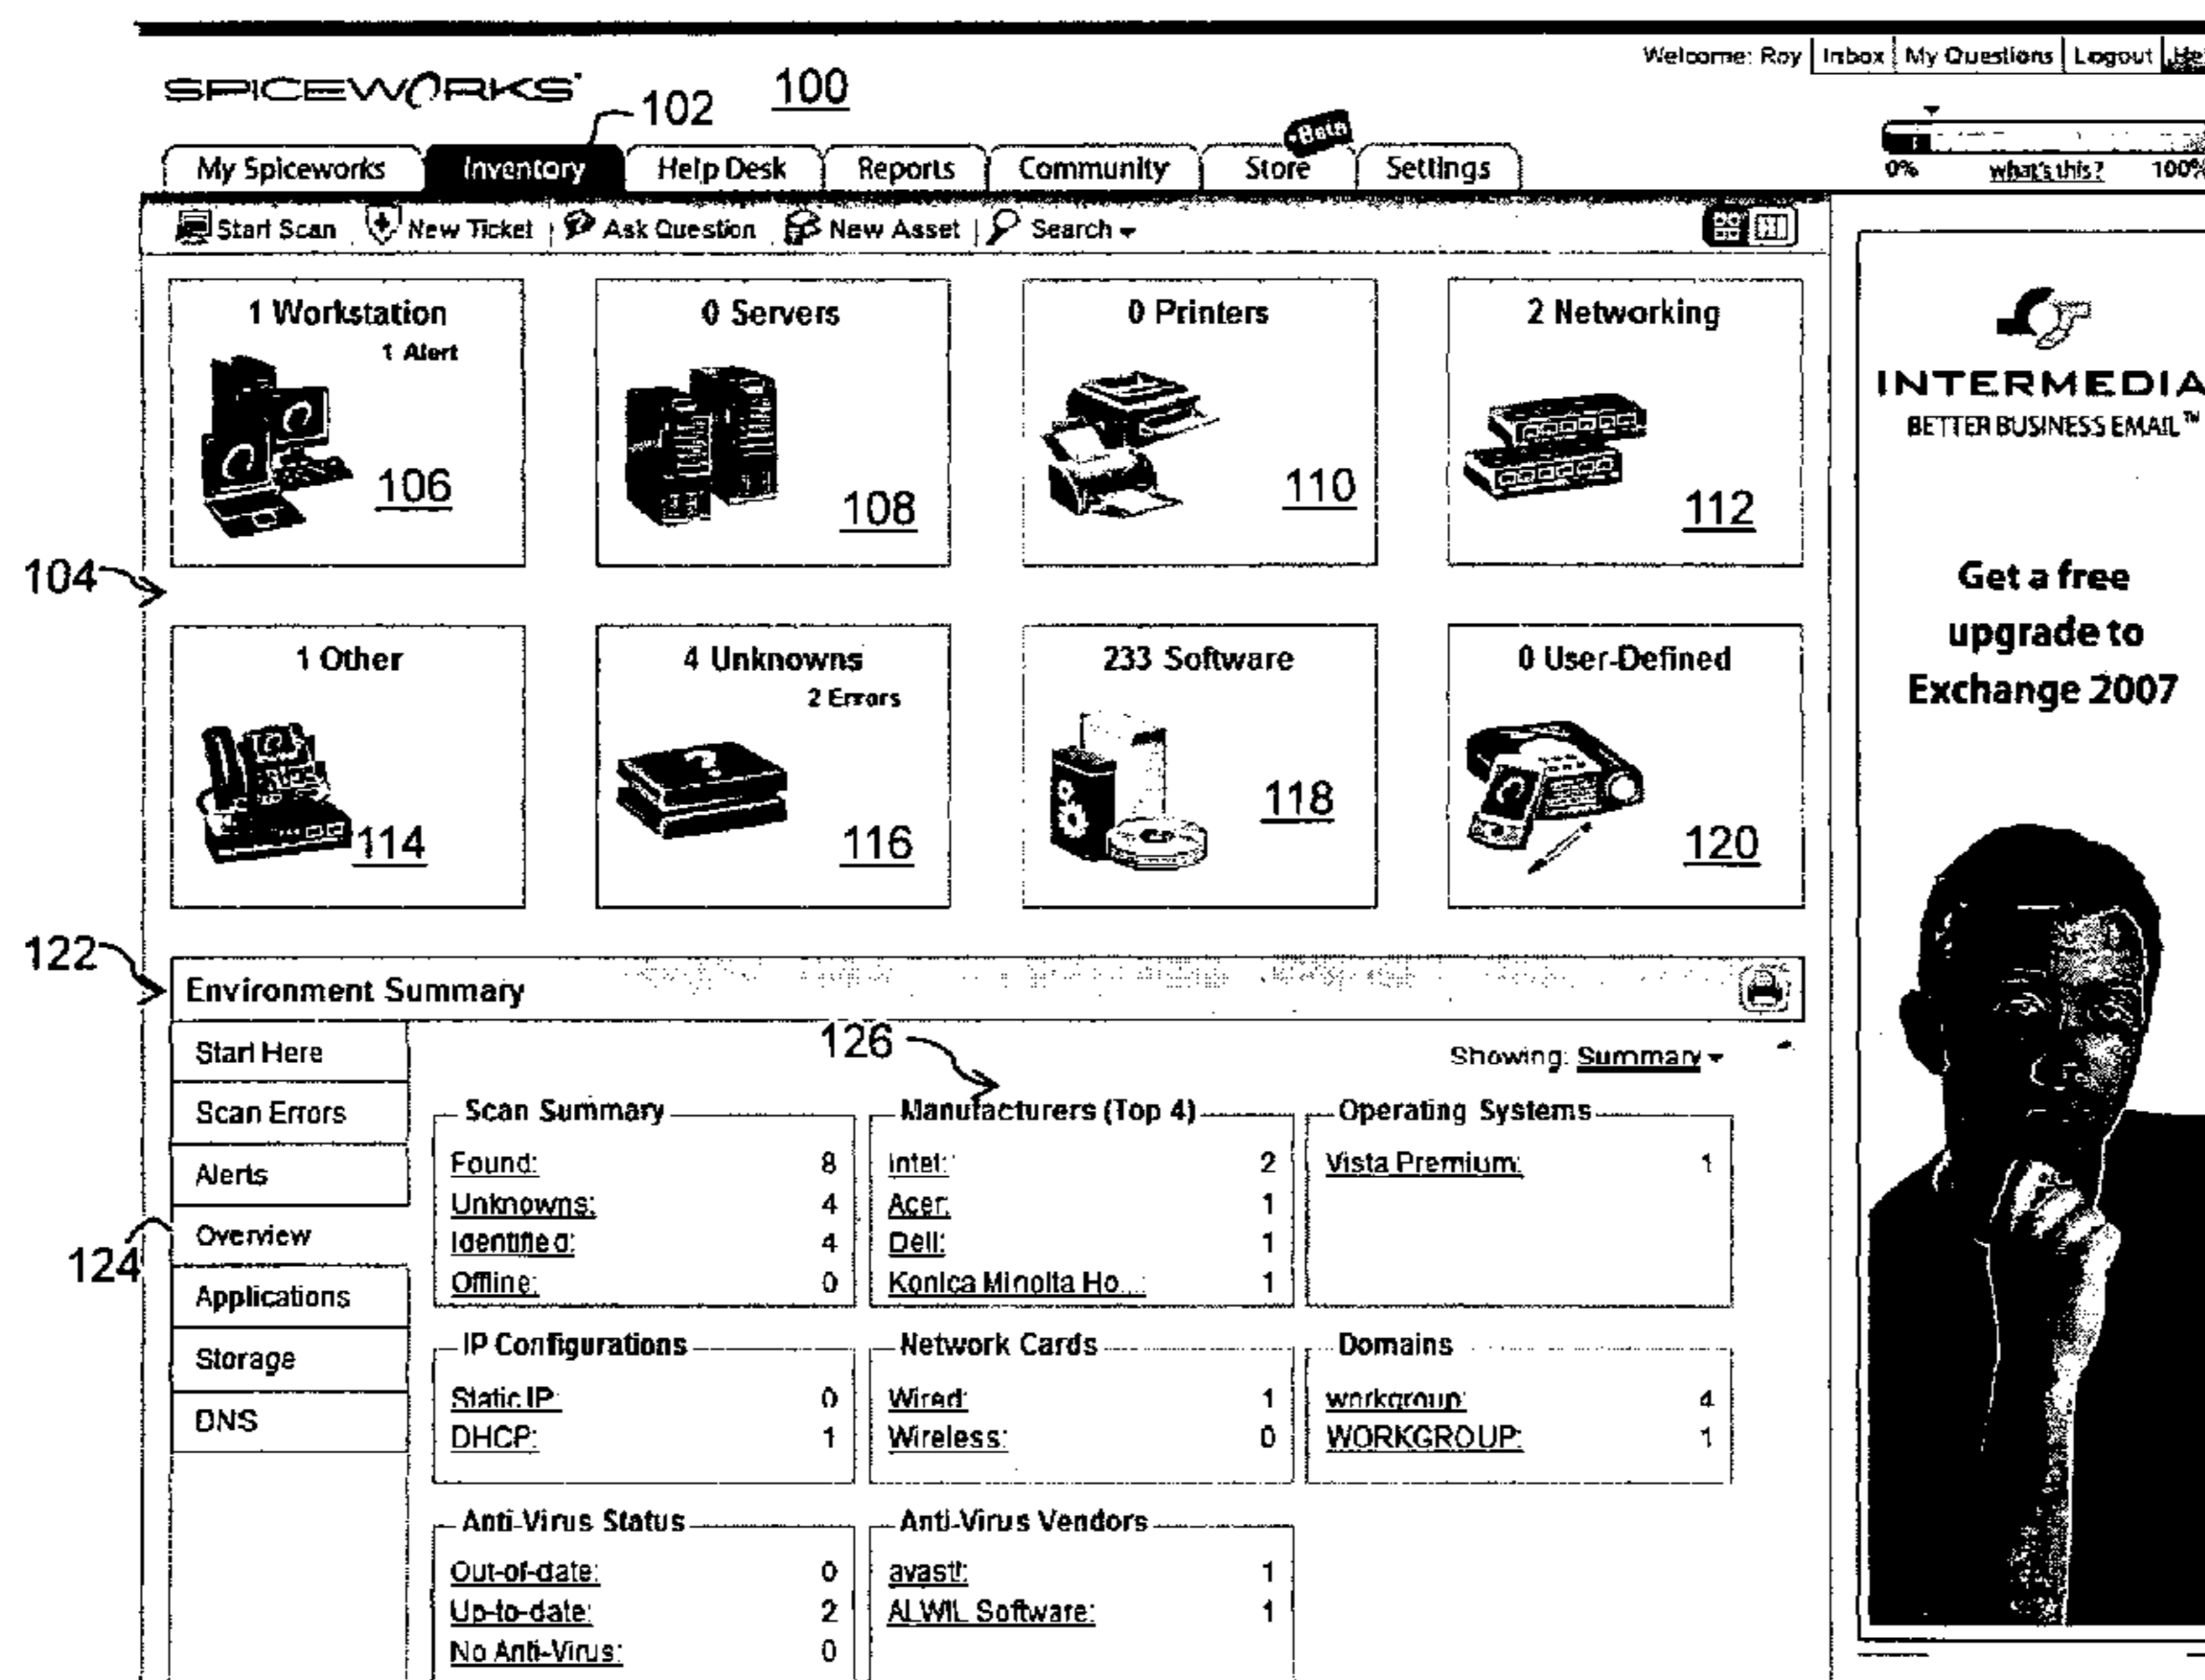 Welcome: Roy Inbox My Questions Logout
SPICEWORKS 100
102
Beta
My Spiceworks Inventory Help Desk Reports Community Store Settings
0% what's this? 100%
Start Scan New Ticket Ask Question New Asset Search
1 Workstation 0 Servers 0 Printers 2 Networking
1 Alert
INTERMEDIA
BETTER BUSINESS EMAIL™
106 108 110 112
104
Get a free
upgrade to
Exchange 2007
1 Other 4 Unknowns 233 Software 0 User-Defined
2 Errors
114 116 118 120
122
Environment Summary
126
Showing: Summary
Start Here
Scan Errors
Alerts
Overview
124
Applications
Storage
DNS
Scan Summary
Found: 8
Unknowns: 4
Identified: 4
Offline: 0
Manufacturers (Top 4)
Intel: 2
Acer: 1
Dell: 1
Konica Minolta Ho...: 1
Operating Systems
Vista Premium: 1
IP Configurations
Static IP: 0
DHCP: 1
Network Cards
Wired: 1
Wireless: 0
Domains
workgroup: 4
WORKGROUP: 1
Anti-Virus Status
Out-of-date: 0
Up-to-date: 2
No Anti-Virus: 0
Anti-Virus Vendors
avast!: 1
ALWIL Software: 1